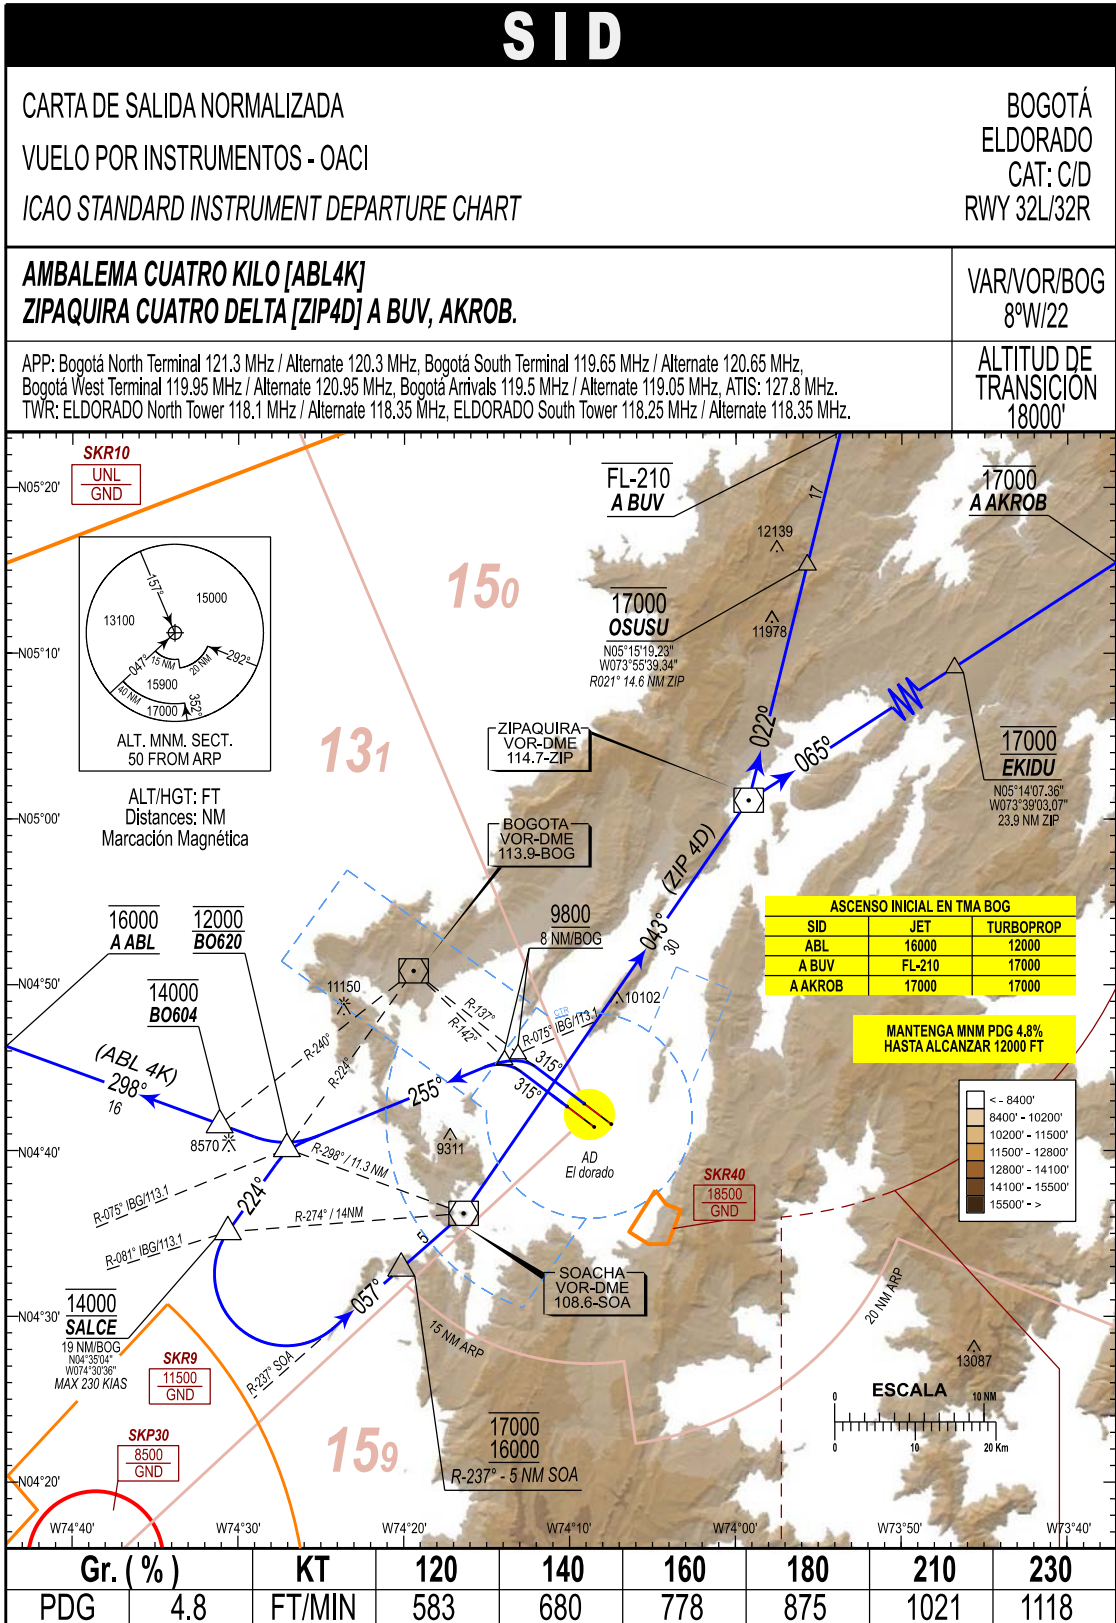 SID
CARTA DE SALIDA NORMALIZADA
VUELO POR INSTRUMENTOS - OACI
ICAO STANDARD INSTRUMENT DEPARTURE CHART
BOGOTÁ
ELDORADO
CAT: C/D
RWY 32L/32R
AMBALEMA CUATRO KILO [ABL4K]
ZIPAQUIRA CUATRO DELTA [ZIP4D] A BUV, AKROB.
VAR/VOR/BOG
8ºW/22
APP: Bogotá North Terminal 121.3 MHz / Alternate 120.3 MHz, Bogotá South Terminal 119.65 MHz / Alternate 120.65 MHz,
Bogotá West Terminal 119.95 MHz / Alternate 120.95 MHz, Bogotá Arrivals 119.5 MHz / Alternate 119.05 MHz, ATIS: 127.8 MHz.
TWR: ELDORADO North Tower 118.1 MHz / Alternate 118.35 MHz, ELDORADO South Tower 118.25 MHz / Alternate 118.35 MHz.
ALTITUD DE
TRANSICIÓN
18000'
SKR10
UNL
GND
N05°20'
FL-210
A BUV
17
17000
A AKROB
12139
157°
15000
13100
047°
15 NM
20 NM
292°
15900
40 NM
17000
352°
ALT. MNM. SECT.
50 FROM ARP
150
17000
OSUSU
N05°15'19.23"
W073°55'39.34"
R021° 14.6 NM ZIP
11978
N05°10'
131
ZIPAQUIRA
VOR-DME
114.7-ZIP
022º
065º
17000
EKIDU
N05°14'07.36"
W073°39'03.07"
23.9 NM ZIP
ALT/HGT: FT
Distances: NM
Marcación Magnética
N05°00'
BOGOTA
VOR-DME
113.9-BOG
(ZIP 4D)
043°
30
16000
A ABL
12000
BO620
9800
8 NM/BOG
ASCENSO INICIAL EN TMA BOG
SID JET TURBOPROP
ABL 16000 12000
A BUV FL-210 17000
A AKROB 17000 17000
N04°50'
14000
BO604
11150
10102
R-137°
R-142°
R-075° IBG/113.1
CTR
R-240°
R-224°
MANTENGA MNM PDG 4.8%
HASTA ALCANZAR 12000 FT
(ABL 4K)
298°
16
255°
315°
315°
< - 8400'
8400' - 10200'
10200' - 11500'
11500' - 12800'
12800' - 14100'
14100' - 15500'
15500' - >
8570
9311
AD
El dorado
N04°40'
R-298° / 11.3 NM
R-075° IBG/113.1
224°
R-274° / 14NM
R-081° IBG/113.1
SKR40
18500
GND
5
SOACHA
VOR-DME
108.6-SOA
057°
14000
SALCE
19 NM/BOG
N04°35'04"
W074°30'36"
MAX 230 KIAS
N04°30'
15 NM ARP
20 NM ARP
R-237° SOA
SKR9
11500
GND
13087
ESCALA
0 10 NM
0 10 20 Km
SKP30
8500
GND
159
17000
16000
R-237° - 5 NM SOA
N04°20'
W74°40' W74°30' W74°20' W74°10' W74°00' W73°50' W73°40'
Gr. ( % ) KT 120 140 160 180 210 230
PDG 4.8 FT/MIN 583 680 778 875 1021 1118